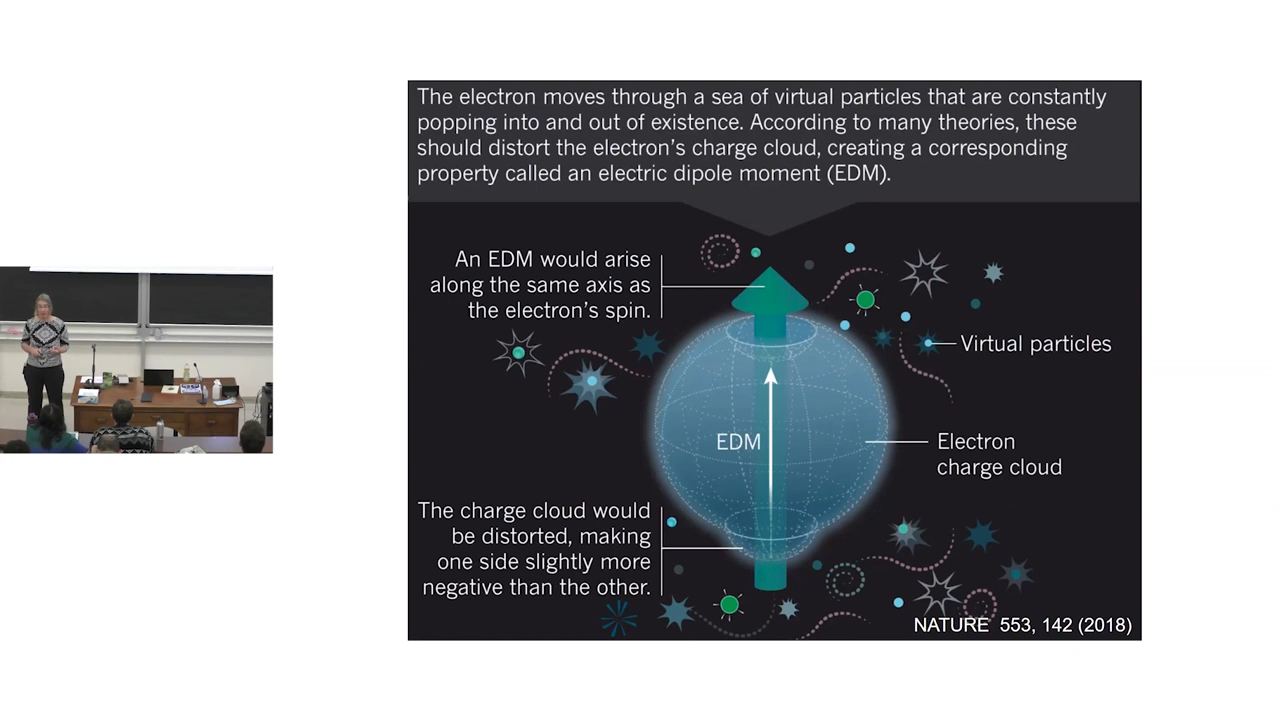 The electron moves through a sea of virtual particles that are constantly
popping into and out of existence. According to many theories, these
should distort the electron’s charge cloud, creating a corresponding
property called an electric dipole moment (EDM).
An EDM would arise
along the same axis as
the electron’s spin.
Virtual particles
EDM
Electron
charge cloud
The charge cloud would
be distorted, making
one side slightly more
negative than the other.
NATURE 553, 142 (2018)